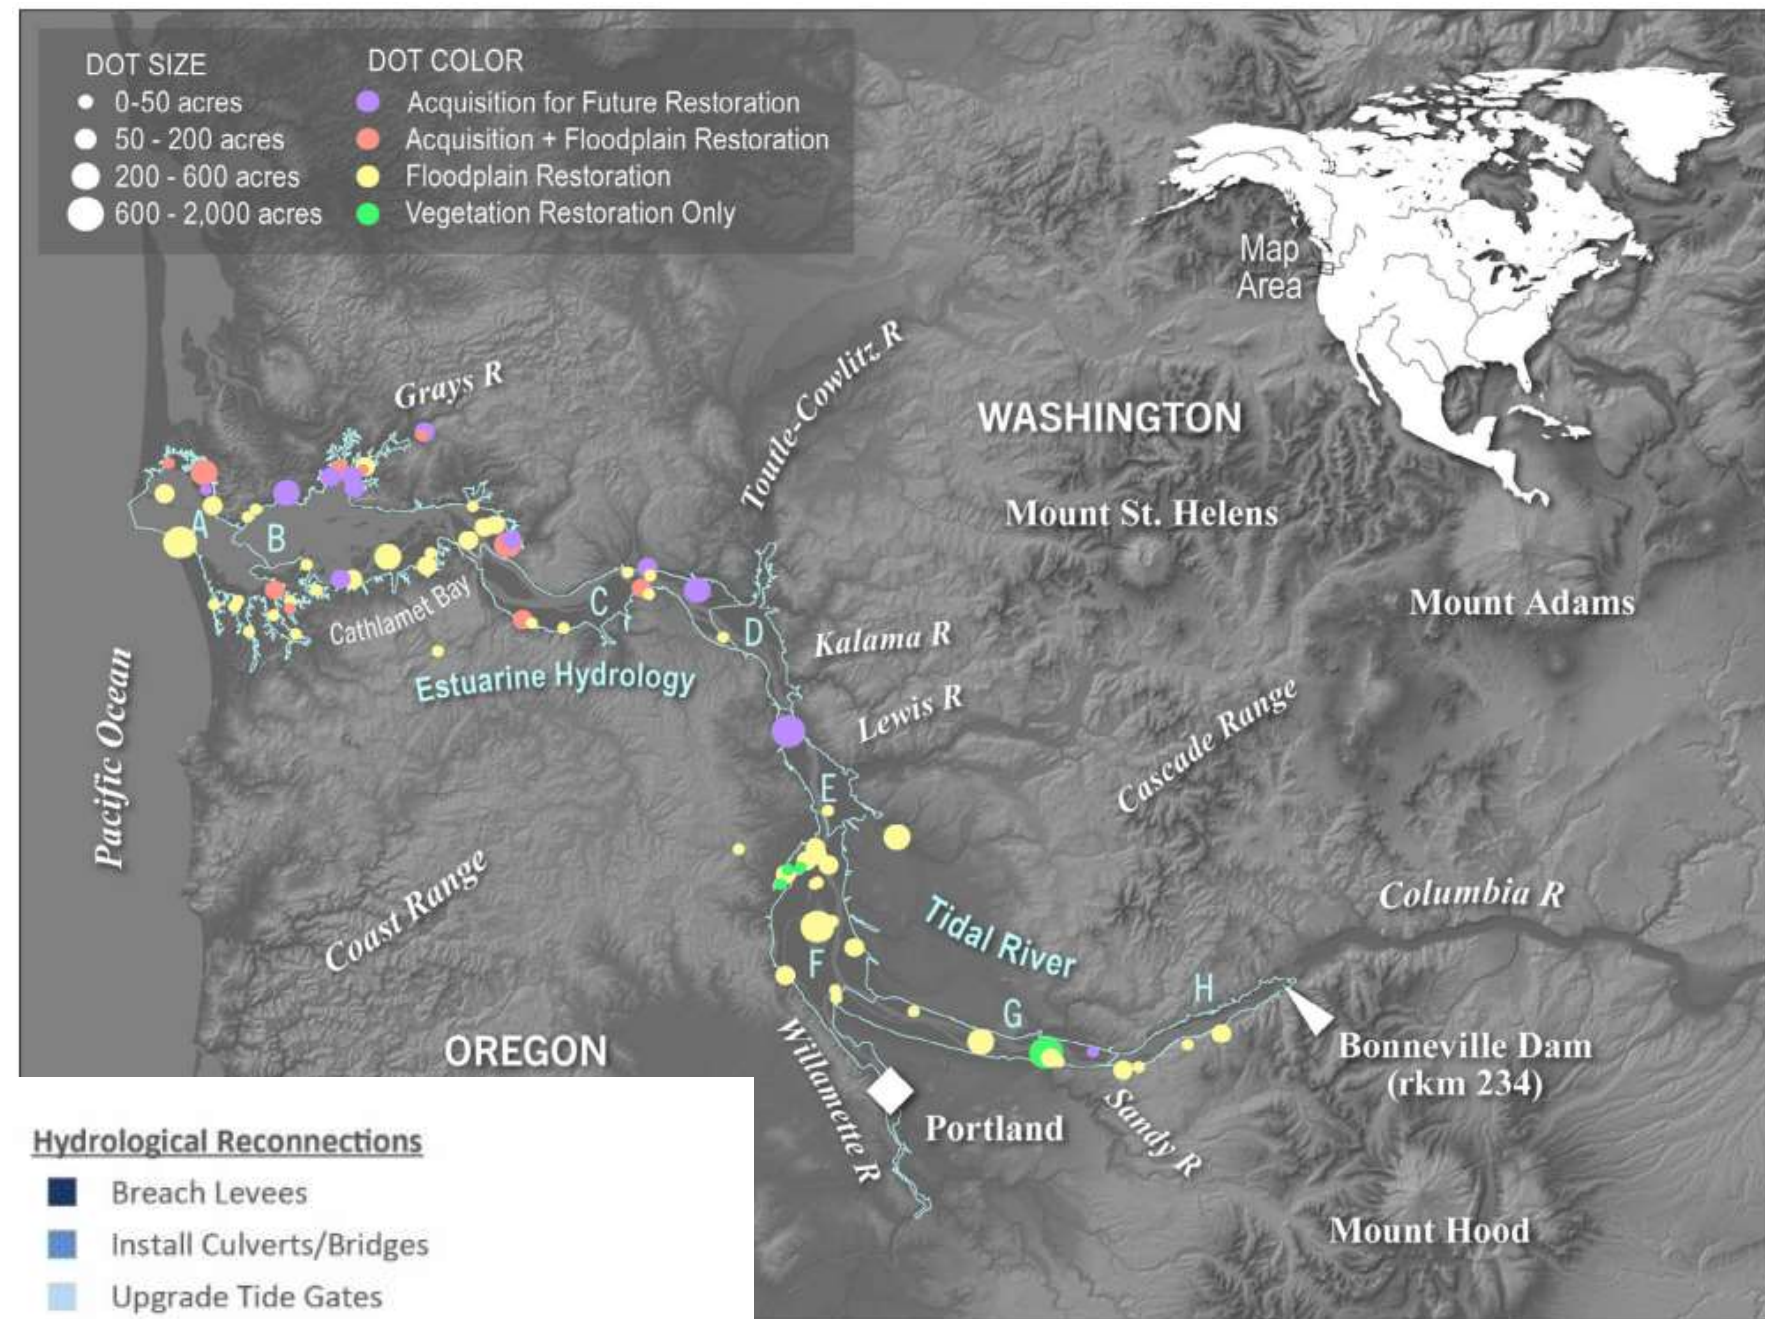 DOT SIZE
0-50 acres
50 - 200 acres
200 - 600 acres
600 - 2,000 acres
DOT COLOR
Acquisition for Future Restoration
Acquisition + Floodplain Restoration
Floodplain Restoration
Vegetation Restoration Only
Map
Area
Grays R
Toutle-Cowlitz R
WASHINGTON
Mount St. Helens
Mount Adams
A
B
C
D
Cathlamet Bay
Estuarine Hydrology
Kalama R
Lewis R
Pacific Ocean
Cascade Range
E
Coast Range
Columbia R
Tidal River
F
G
H
OREGON
Willamette R
Bonneville Dam
(rkm 234)
Portland
Sandy R
Mount Hood
Hydrological Reconnections
Breach Levees
Install Culverts/Bridges
Upgrade Tide Gates